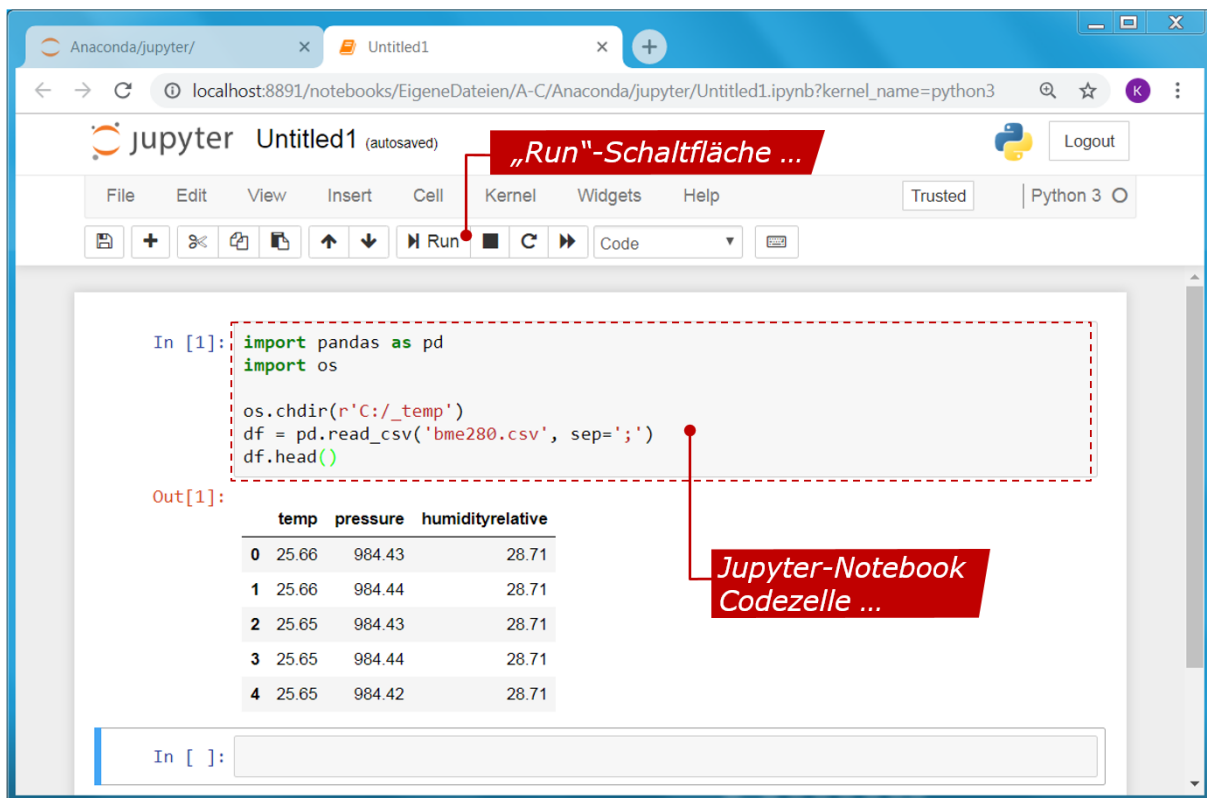 Anaconda/jupyter/
Untitled1
localhost:8891/notebooks/EigeneDateien/A-C/Anaconda/jupyter/Untitled1.ipynb?kernel_name=python3
K
jupyter Untitled1 (autosaved)
Logout
„Run“-Schaltfläche ...
File Edit View Insert Cell Kernel Widgets Help
Trusted
Python 3
Run
Code
In [1]:
import pandas as pd
import os
os.chdir(r'C:/_temp')
df = pd.read_csv('bme280.csv', sep=';')
df.head()
Out[1]:
temp pressure humidityrelative
0 25.66 984.43 28.71
1 25.66 984.44 28.71
2 25.65 984.43 28.71
3 25.65 984.44 28.71
4 25.65 984.42 28.71
Jupyter-Notebook
Codezelle ...
In [ ]: